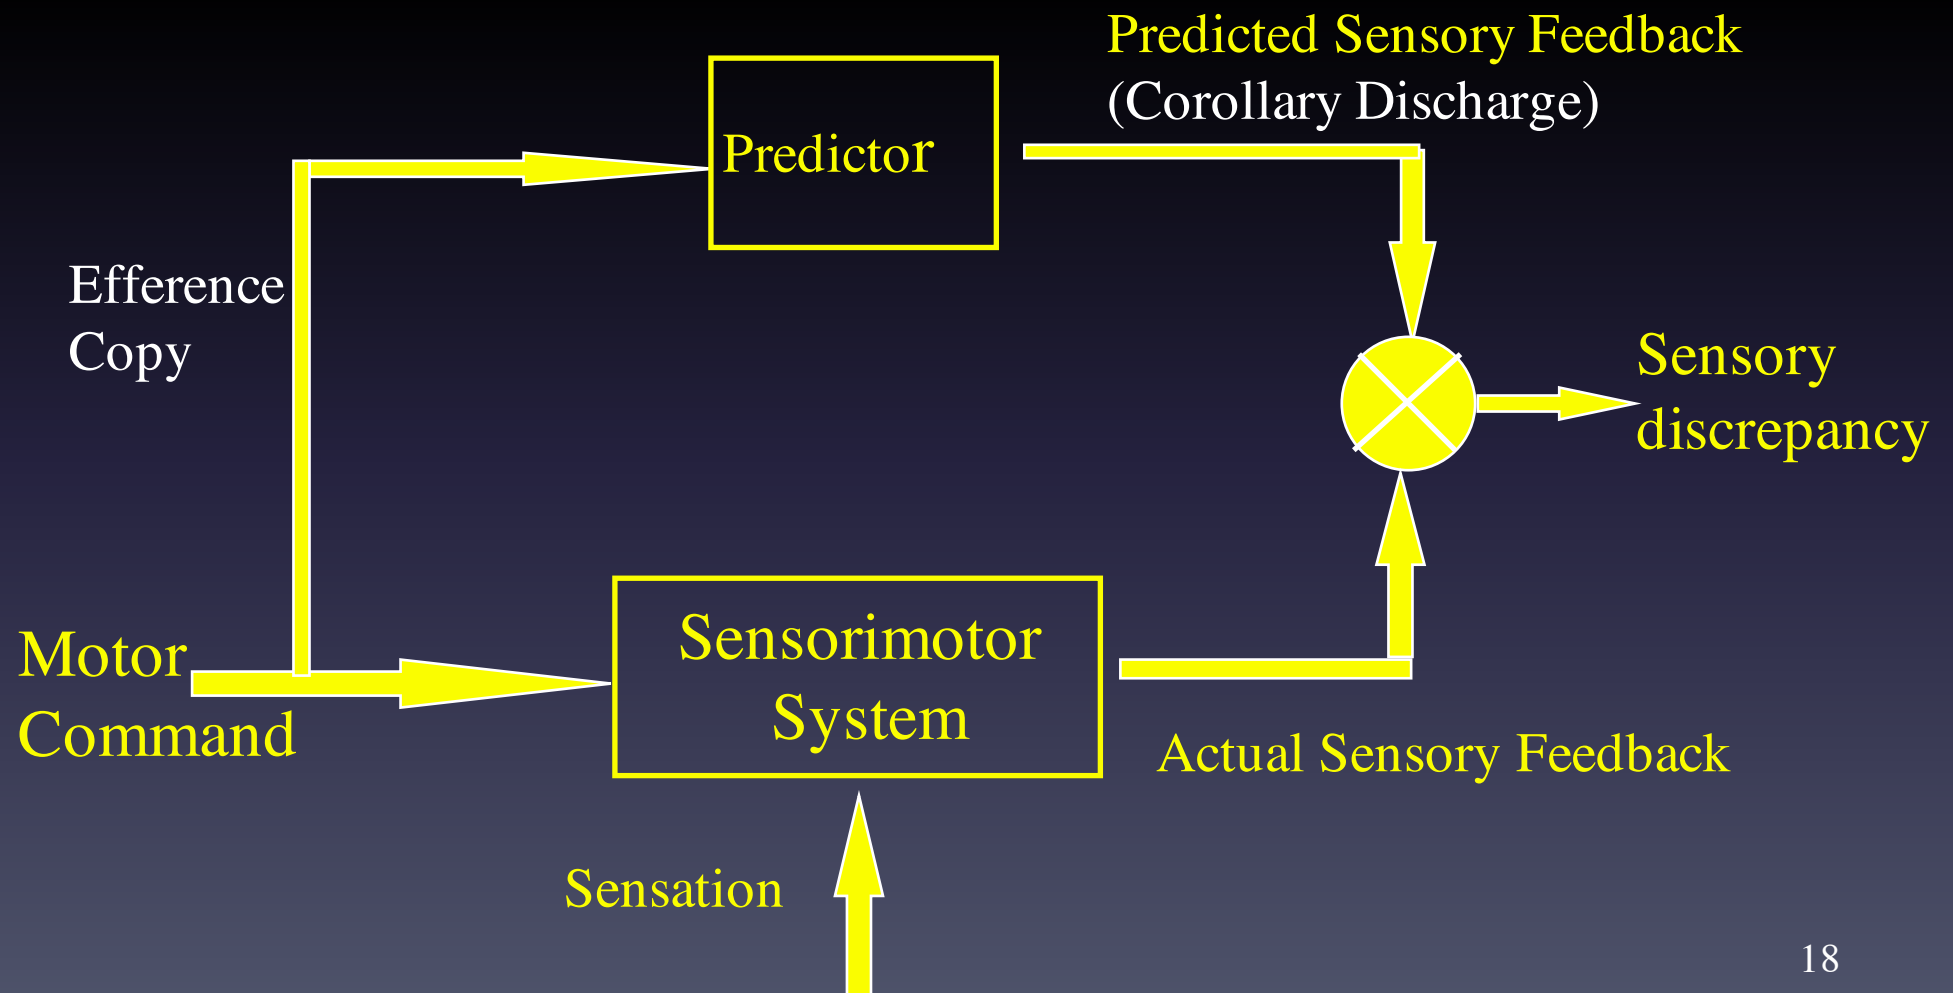 Predicted Sensory Feedback
(Corollary Discharge)
Predictor
Efference
Copy
Sensory
discrepancy
Motor
Command
Sensorimotor
System
Actual Sensory Feedback
Sensation
18